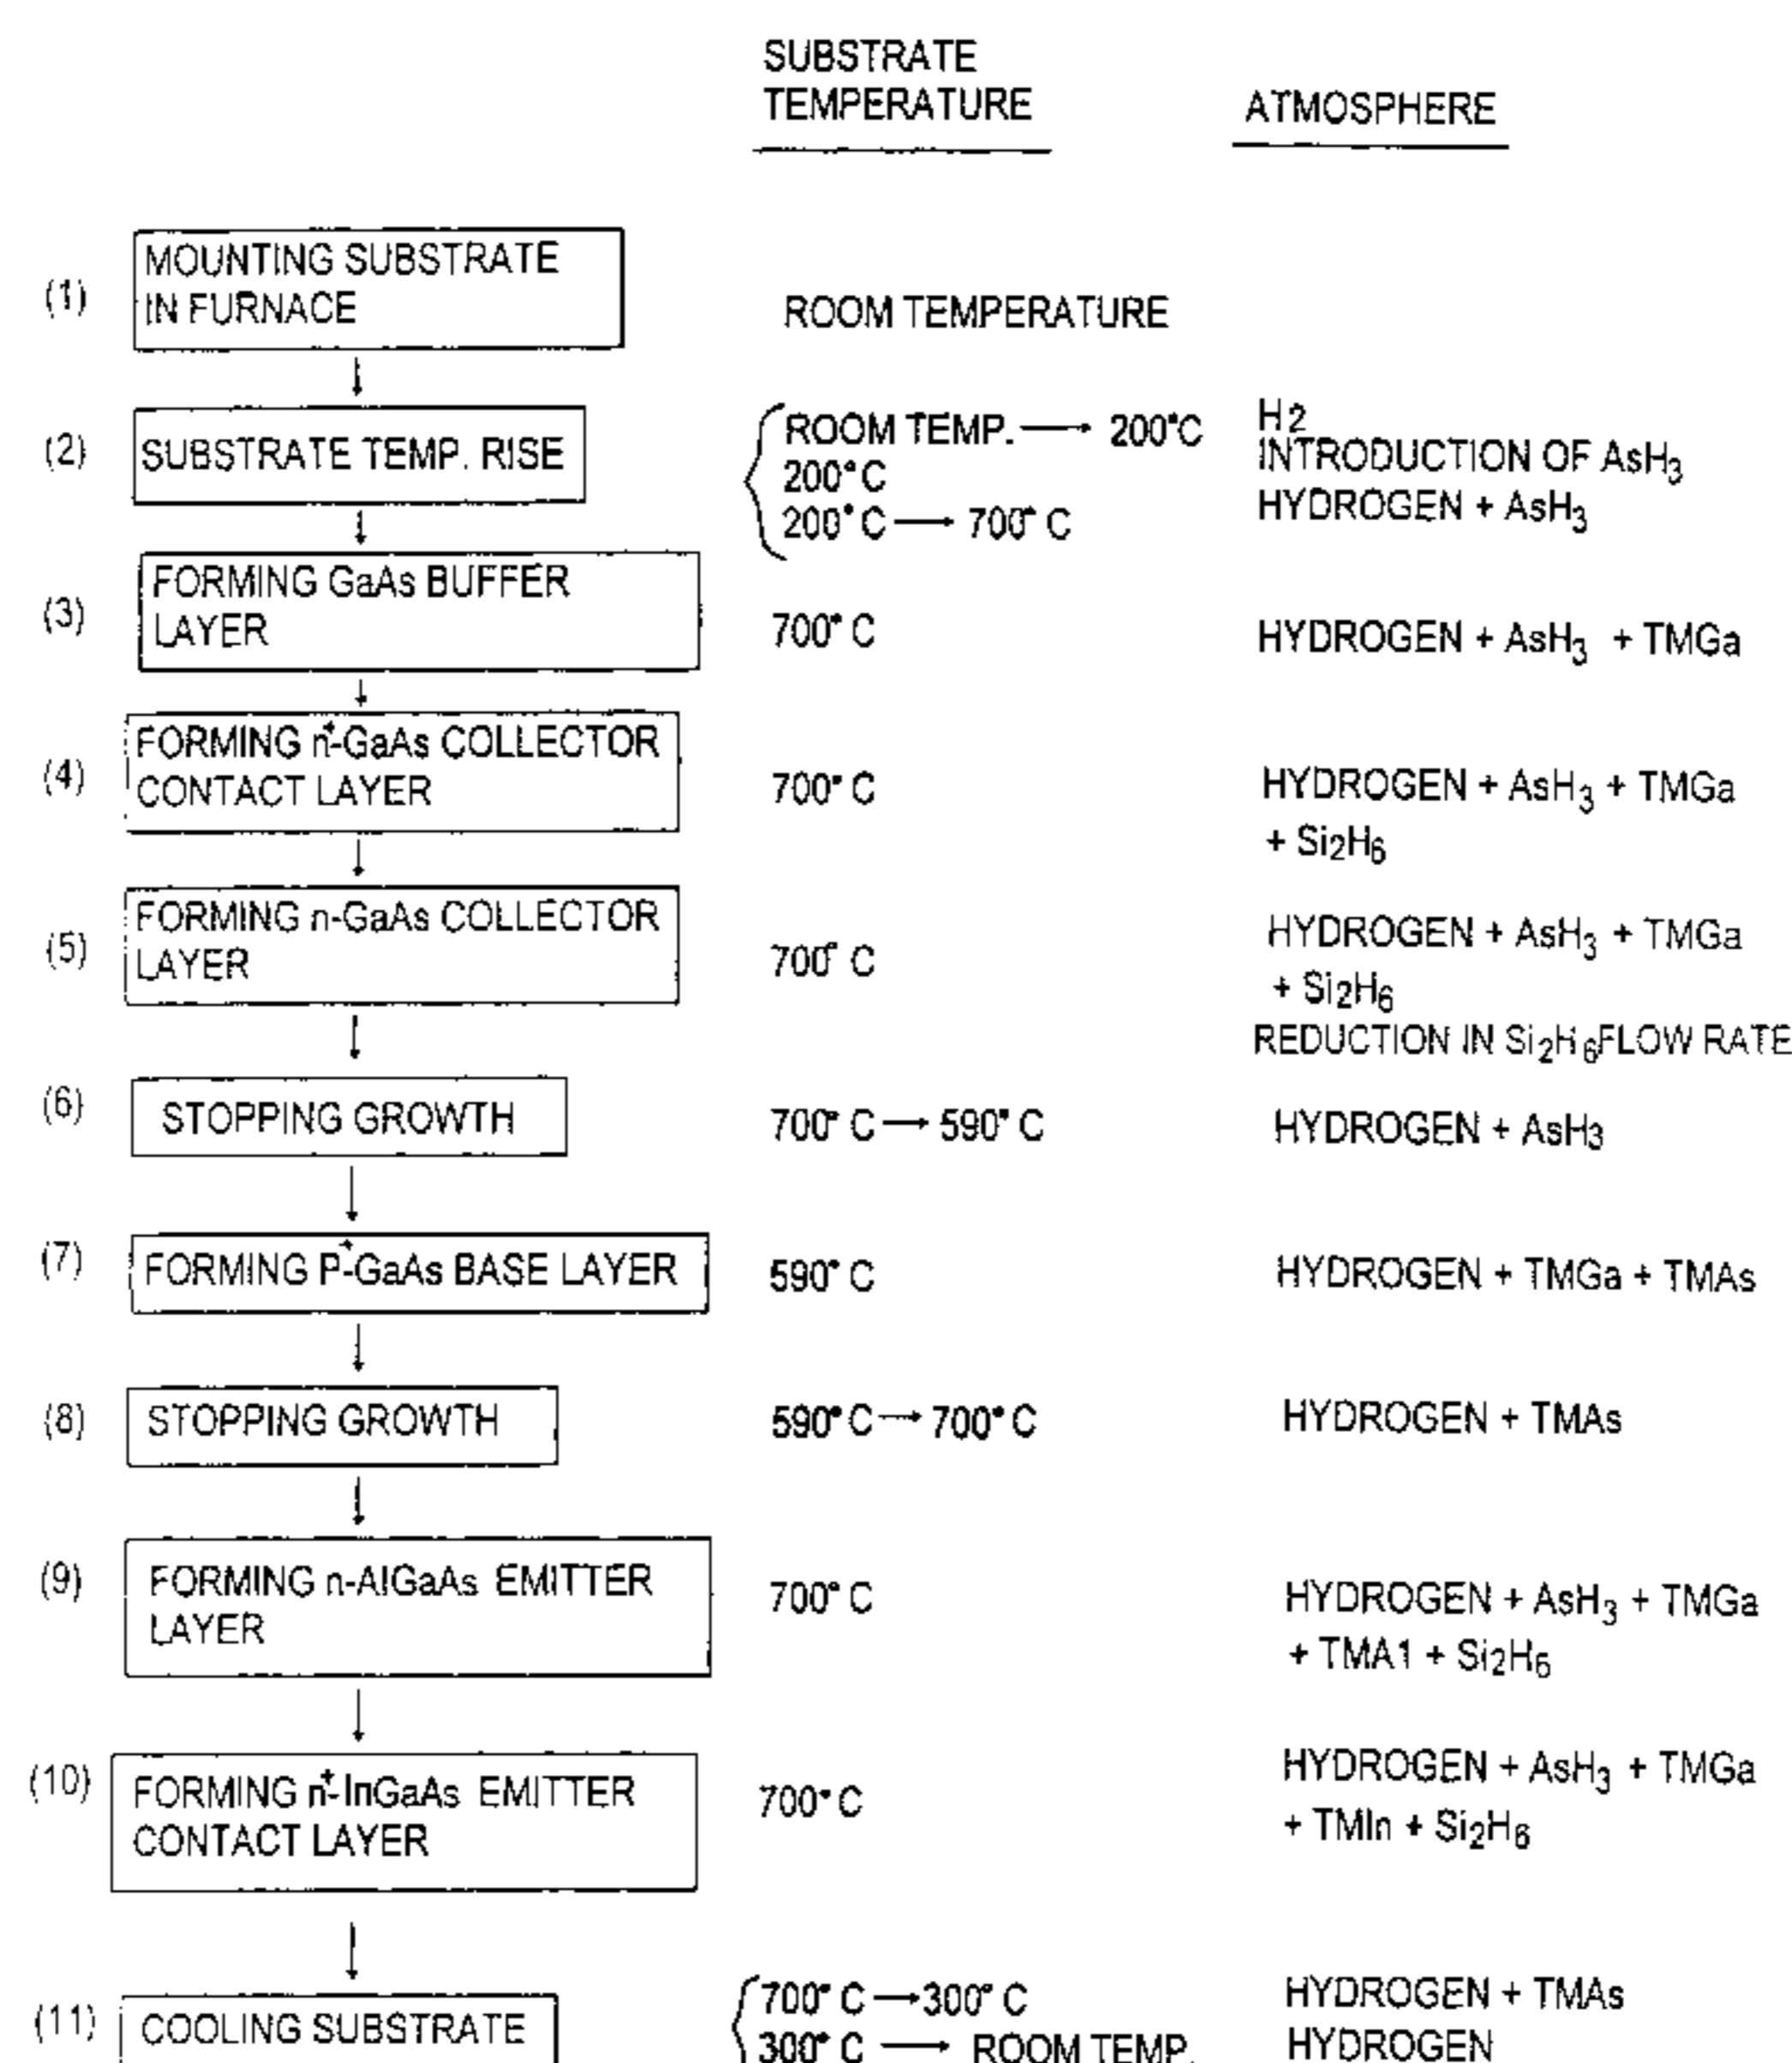 SUBSTRATE
TEMPERATURE
ATMOSPHERE
(1)
MOUNTING SUBSTRATE
IN FURNACE
ROOM TEMPERATURE
(2)
SUBSTRATE TEMP. RISE
ROOM TEMP. → 200°C
H2
200°C
INTRODUCTION OF AsH3
200°C → 700°C
HYDROGEN + AsH3
(3)
FORMING GaAs BUFFER
LAYER
700°C
HYDROGEN + AsH3 + TMGa
(4)
FORMING n+-GaAs COLLECTOR
CONTACT LAYER
700°C
HYDROGEN + AsH3 + TMGa
+ Si2H6
(5)
FORMING n-GaAs COLLECTOR
LAYER
700°C
HYDROGEN + AsH3 + TMGa
+ Si2H6
REDUCTION IN Si2H6 FLOW RATE
(6)
STOPPING GROWTH
700°C → 590°C
HYDROGEN + AsH3
(7)
FORMING P+-GaAs BASE LAYER
590°C
HYDROGEN + TMGa + TMAs
(8)
STOPPING GROWTH
590°C → 700°C
HYDROGEN + TMAs
(9)
FORMING n-AlGaAs EMITTER
LAYER
700°C
HYDROGEN + AsH3 + TMGa
+ TMA1 + Si2H6
(10)
FORMING n+-InGaAs EMITTER
CONTACT LAYER
700°C
HYDROGEN + AsH3 + TMGa
+ TMIn + Si2H6
(11)
COOLING SUBSTRATE
700°C → 300°C
HYDROGEN + TMAs
300°C → ROOM TEMP.
HYDROGEN